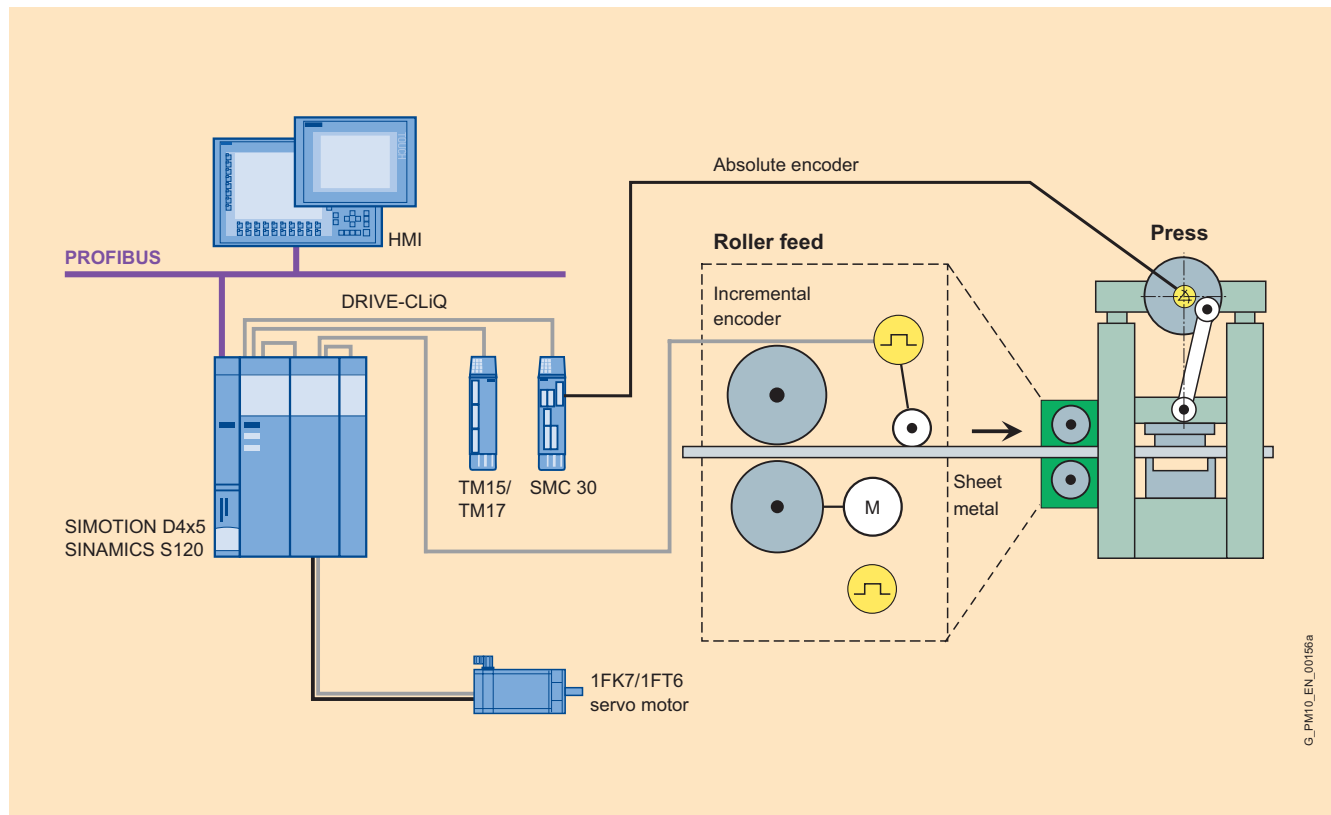 Absolute encoder
HMI
Roller feed
Press
PROFIBUS
DRIVE-CLiQ
Incremental
encoder
TM15/
TM17
SMC 30
Sheet
metal
M
SIMOTION D4x5
SINAMICS S120
1FK7/1FT6
servo motor
G_PM10_EN_00156a